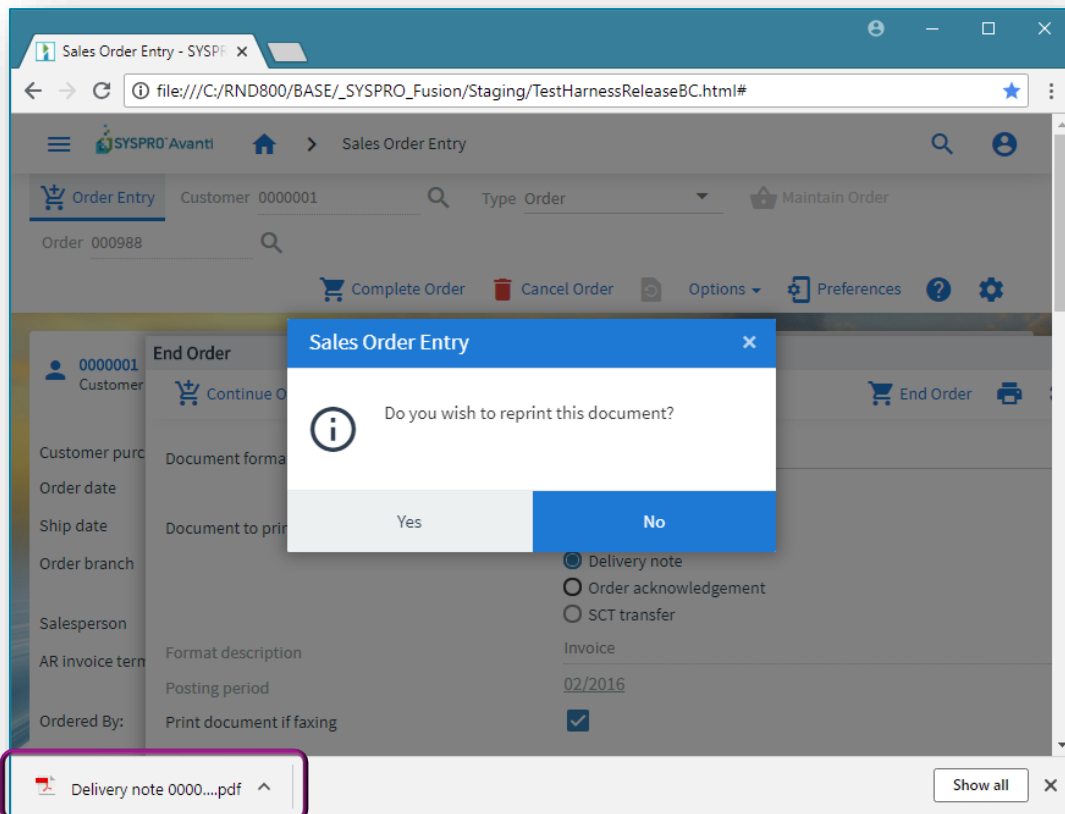 Sales Order Entry - SYSPR
file:///C:/RND800/BASE/_SYSPRO_Fusion/Staging/TestHarnessReleaseBC.html#
SYSPRO Avanti Sales Order Entry
Order Entry Customer 0000001 Type Order Maintain Order
Order 000988
Complete Order Cancel Order Options Preferences
Sales Order Entry
0000001 End Order
Customer Continue O End Order
Do you wish to reprint this document?
Customer purc Document forma
Order date
Yes No
Ship date Document to prin
Order branch Delivery note
Order acknowledgement
SCT transfer
Salesperson
Format description Invoice
AR invoice term
Posting period 02/2016
Ordered By: Print document if faxing
Delivery note 0000....pdf Show all